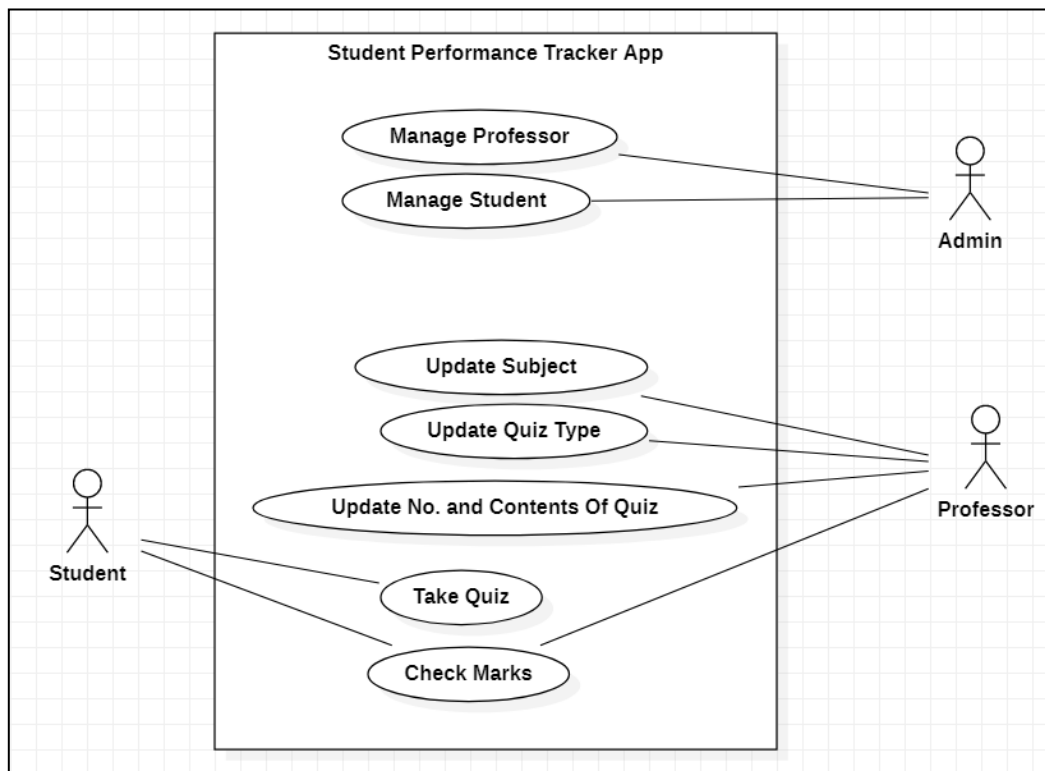 Student Performance Tracker App
Manage Professor
Manage Student
Admin
Update Subject
Update Quiz Type
Update No. and Contents Of Quiz
Professor
Student
Take Quiz
Check Marks